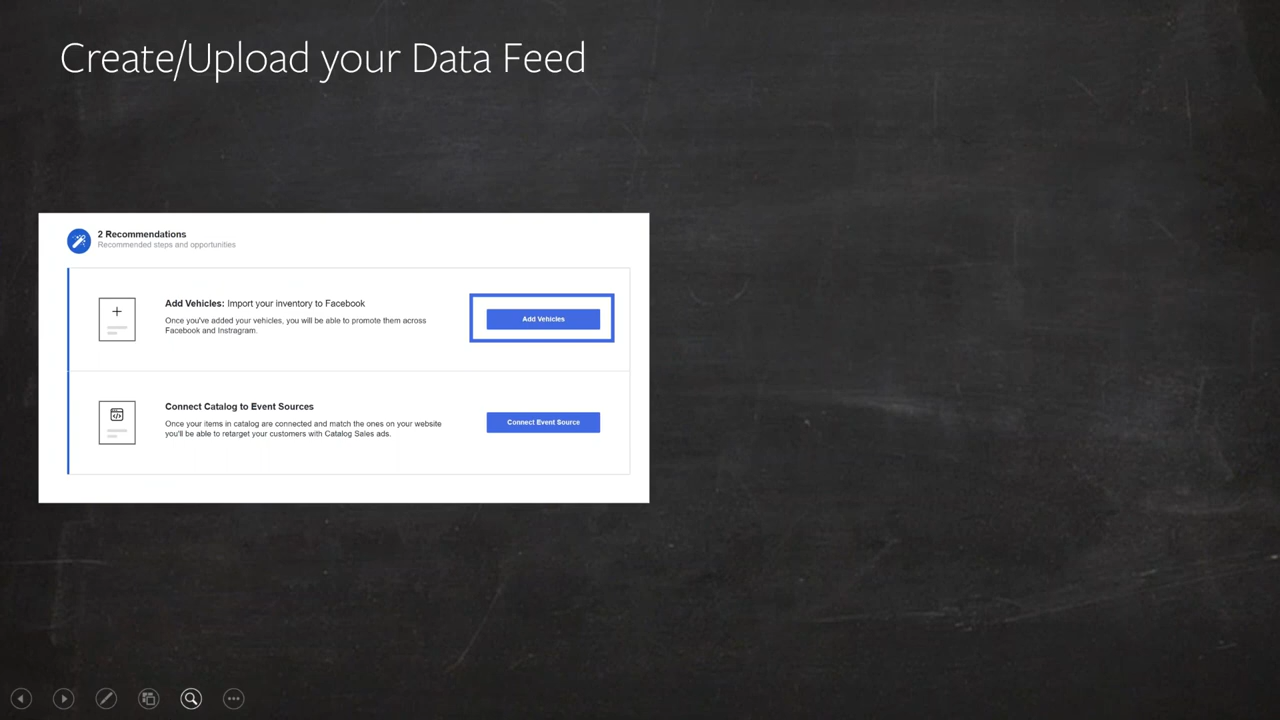 Create/Upload your Data Feed
2 Recommendations
Recommended steps and opportunities
Add Vehicles: Import your inventory to Facebook
Once you've added your vehicles, you will be able to promote them across
Facebook and Instragram.
Add Vehicles
Connect Catalog to Event Sources
Once your items in catalog are connected and match the ones on your website
you'll be able to retarget your customers with Catalog Sales ads.
Connect Event Source